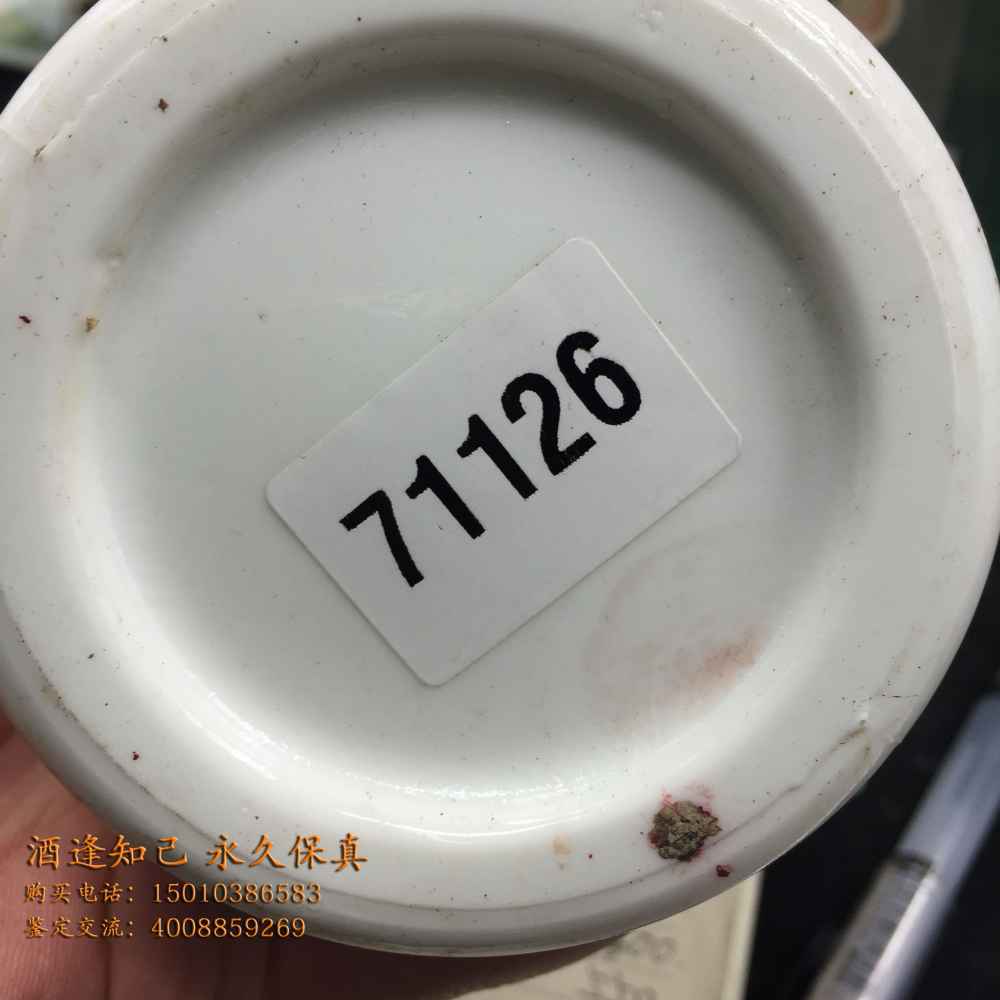 71126
酒逢知己 永久保真
购买电话：15010386583
鉴定交流：4008859269